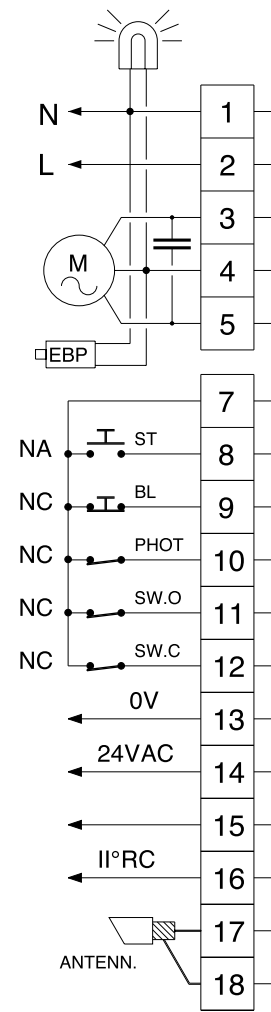 N 1
L 2
3
M 4
5
EBP
7
NA ST 8
NC BL 9
NC PHOT 10
NC SW.O 11
NC SW.C 12
0V 13
24VAC 14
15
II°RC 16
17
ANTENN. 18